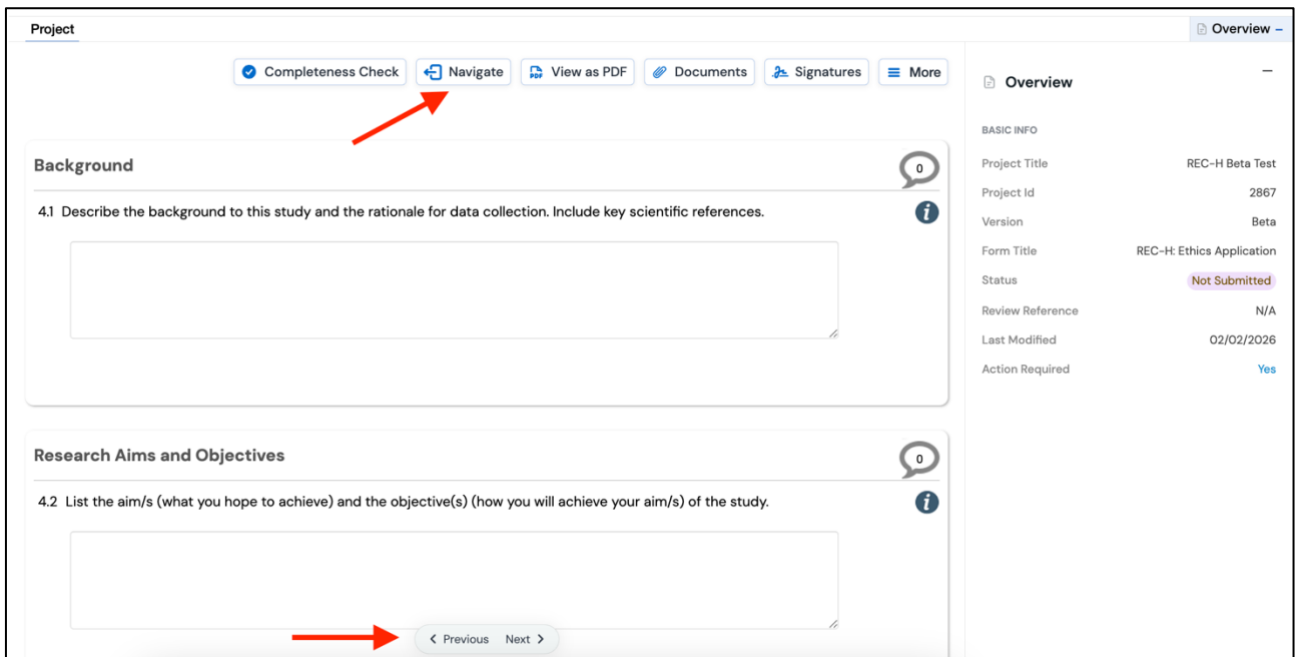 Project
Overview –
Completeness Check
Navigate
PDF View as PDF
Documents
Signatures
More
Background
0
4.1 Describe the background to this study and the rationale for data collection. Include key scientific references.
i
Research Aims and Objectives
0
4.2 List the aim/s (what you hope to achieve) and the objective(s) (how you will achieve your aim/s) of the study.
i
< Previous Next >
Overview –
BASIC INFO
Project Title REC-H Beta Test
Project Id 2867
Version Beta
Form Title REC-H: Ethics Application
Status Not Submitted
Review Reference N/A
Last Modified 02/02/2026
Action Required Yes